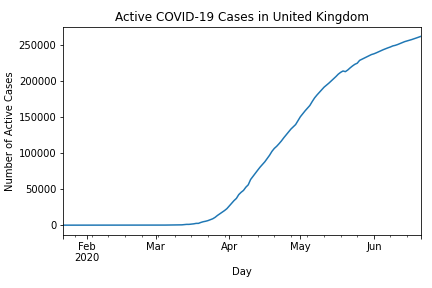 Active COVID-19 Cases in United Kingdom
Number of Active Cases
250000
200000
150000
100000
50000
0
Feb Mar Apr May Jun
2020
Day